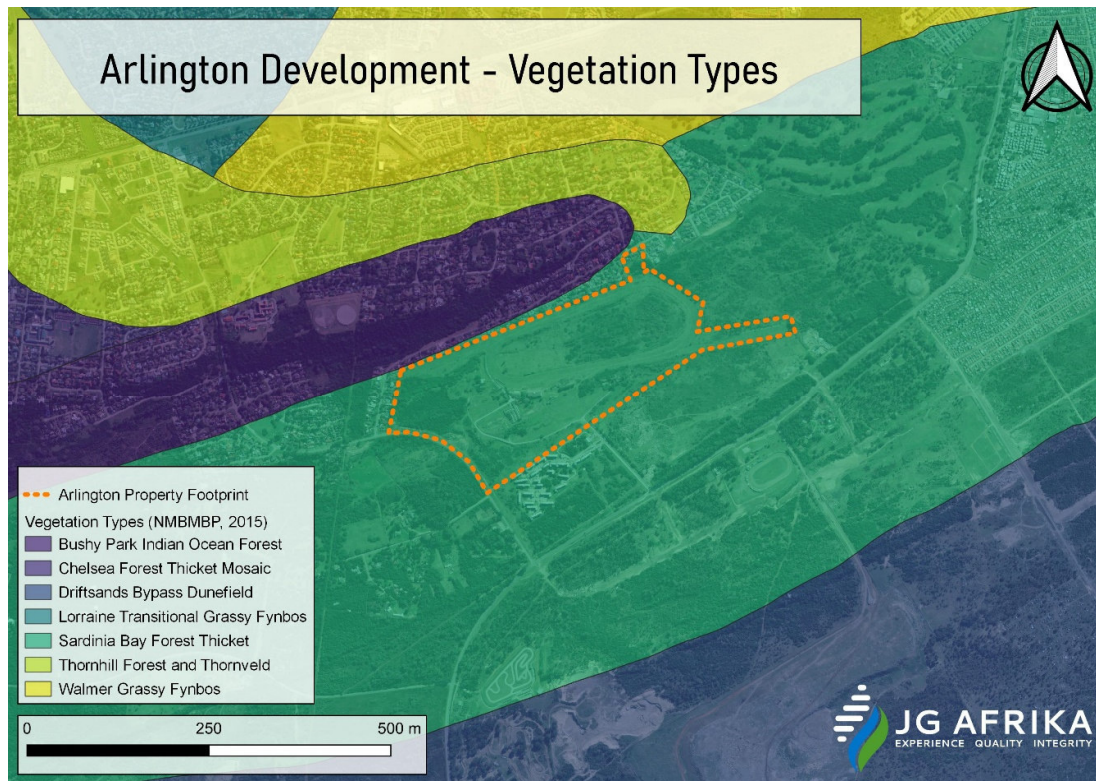 Arlington Development - Vegetation Types
Arlington Property Footprint
Vegetation Types (NMBMBP, 2015)
Bushy Park Indian Ocean Forest
Chelsea Forest Thicket Mosaic
Driftsands Bypass Dunefield
Lorraine Transitional Grassy Fynbos
Sardinia Bay Forest Thicket
Thornhill Forest and Thornveld
Walmer Grassy Fynbos
0 250 500 m
JG AFRIKA
EXPERIENCE QUALITY INTEGRITY